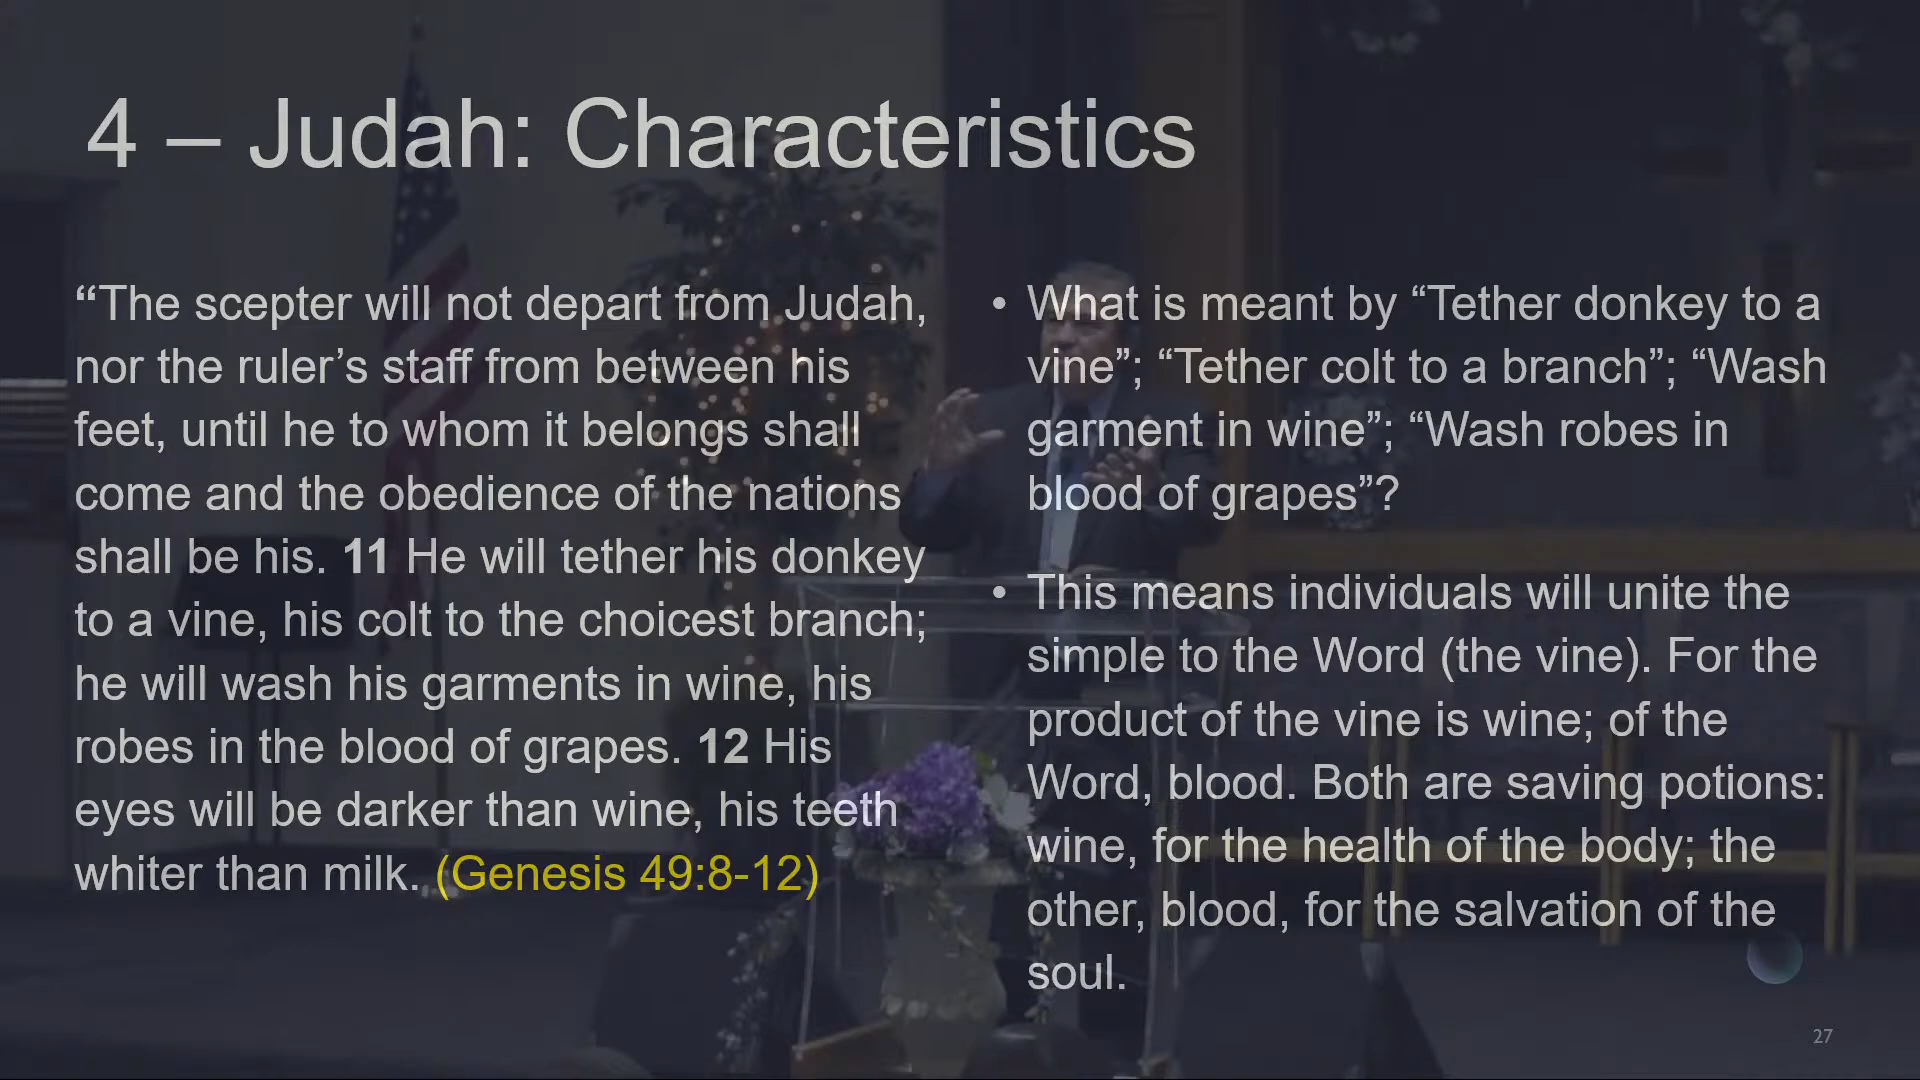 4 – Judah: Characteristics
“The scepter will not depart from Judah,
nor the ruler’s staff from between his
feet, until he to whom it belongs shall
come and the obedience of the nations
shall be his. 11 He will tether his donkey
to a vine, his colt to the choicest branch;
he will wash his garments in wine, his
robes in the blood of grapes. 12 His
eyes will be darker than wine, his teeth
whiter than milk. (Genesis 49:8-12)
• What is meant by “Tether donkey to a
vine”; “Tether colt to a branch”; “Wash
garment in wine”; “Wash robes in
blood of grapes”?
• This means individuals will unite the
simple to the Word (the vine). For the
product of the vine is wine; of the
Word, blood. Both are saving potions:
wine, for the health of the body; the
other, blood, for the salvation of the
soul.
27